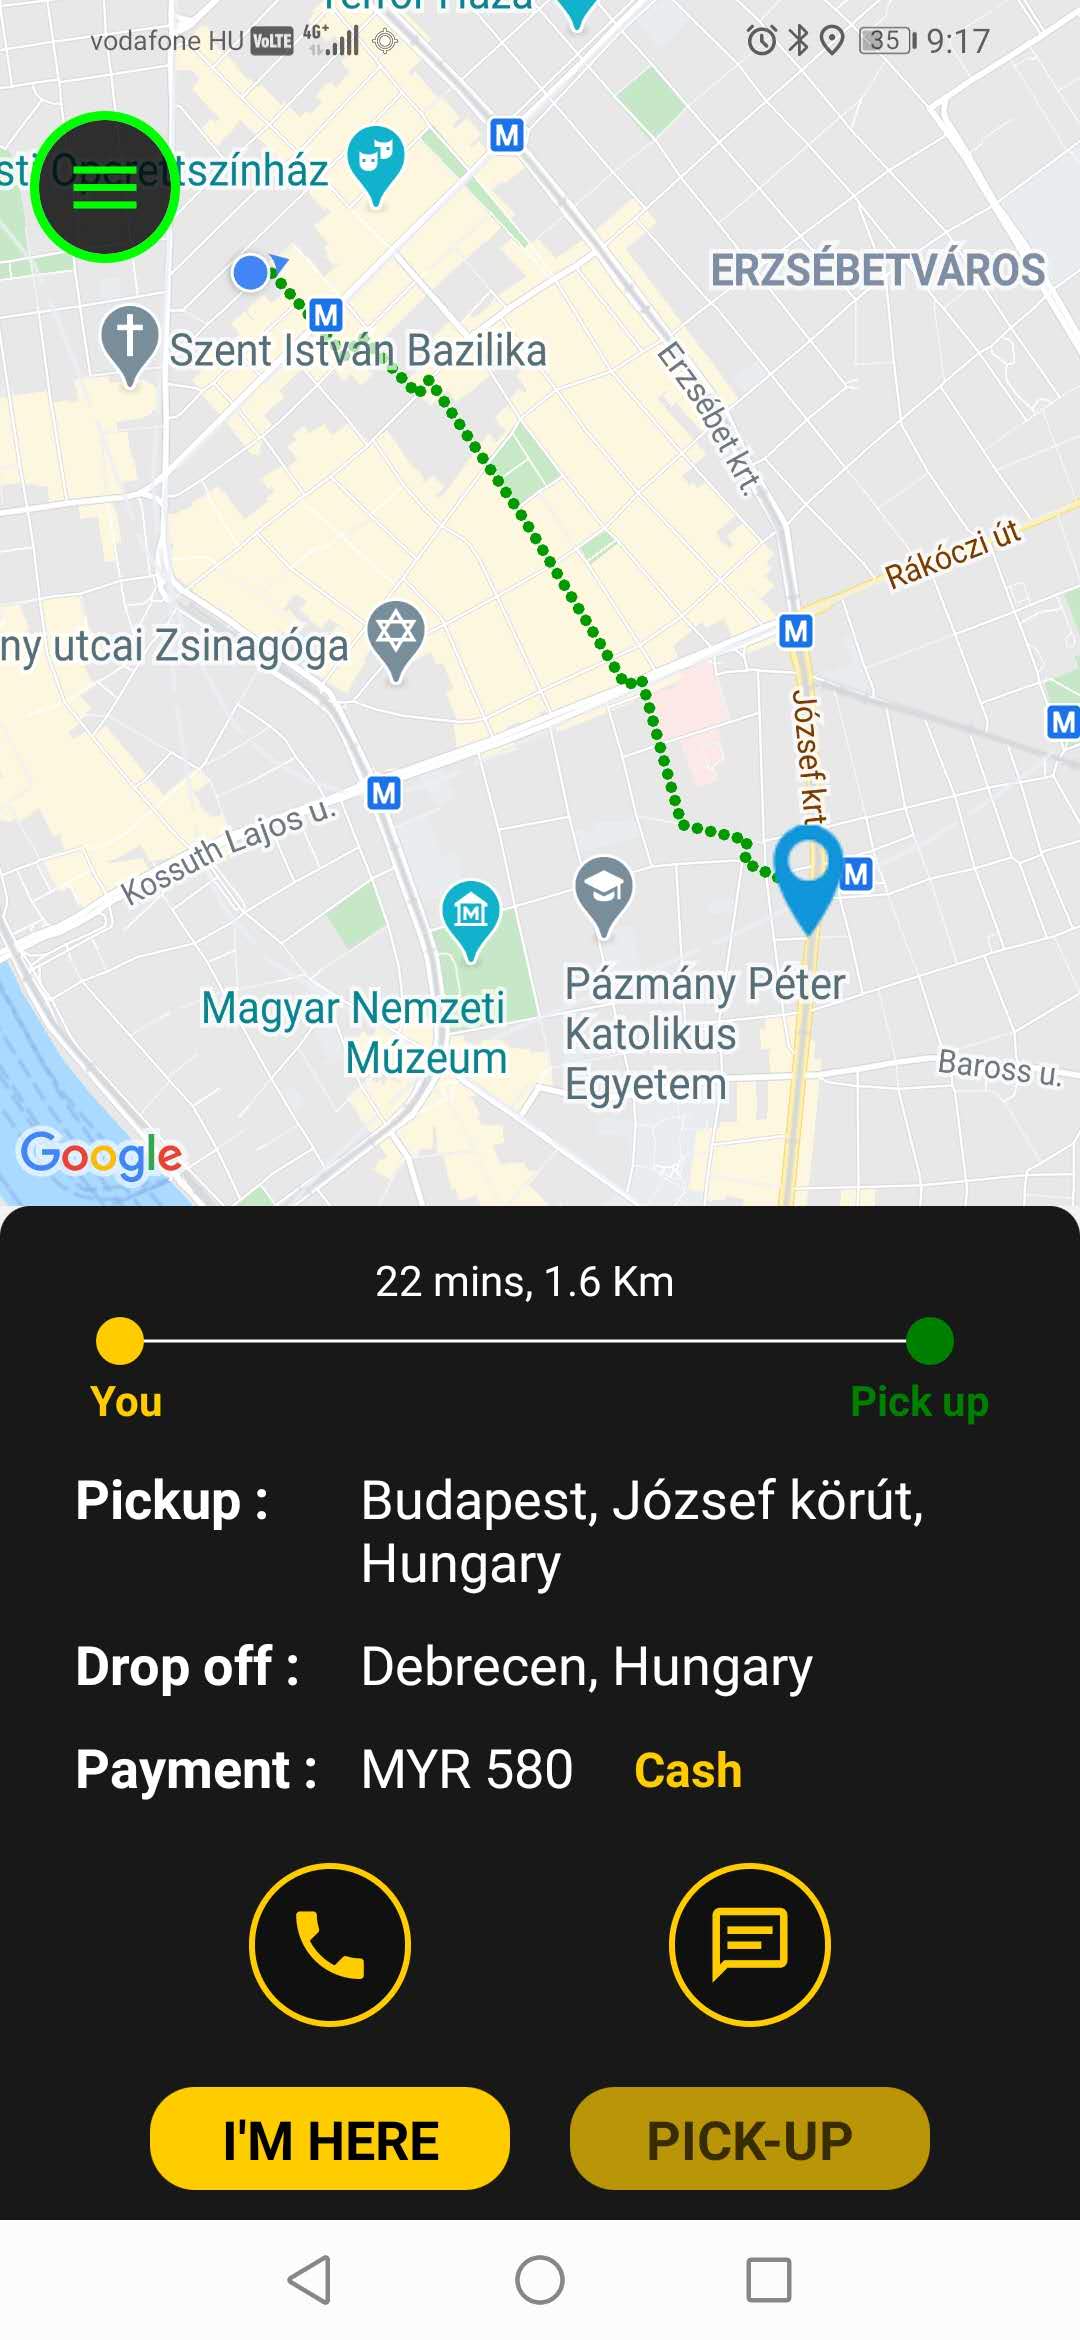 Terror Háza
vodafone HU VoLTE 4G+ 35 9:17
M
sti Operettszínház
ERZSÉBETVÁROS
M
Szent István Bazilika
Erzsébet krt.
Rákóczi út
M
ny utcai Zsinagóga
József krt.
M
M
Kossuth Lajos u.
M
M
Pázmány Péter
Katolikus
Egyetem
Magyar Nemzeti
Múzeum
Baross u.
Google
22 mins, 1.6 Km
You
Pick up
Pickup : Budapest, József körút,
Hungary
Drop off : Debrecen, Hungary
Payment : MYR 580 Cash
I'M HERE
PICK-UP